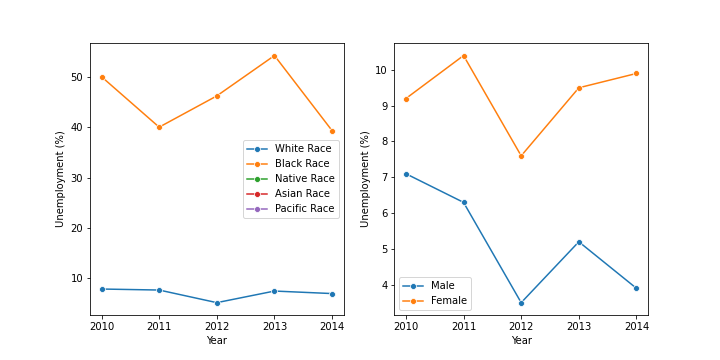 Unemployment (%)
50
40
30
20
10
White Race
Black Race
Native Race
Asian Race
Pacific Race
2010 2011 2012 2013 2014
Year
Unemployment (%)
10
9
8
7
6
5
4
Male
Female
2010 2011 2012 2013 2014
Year